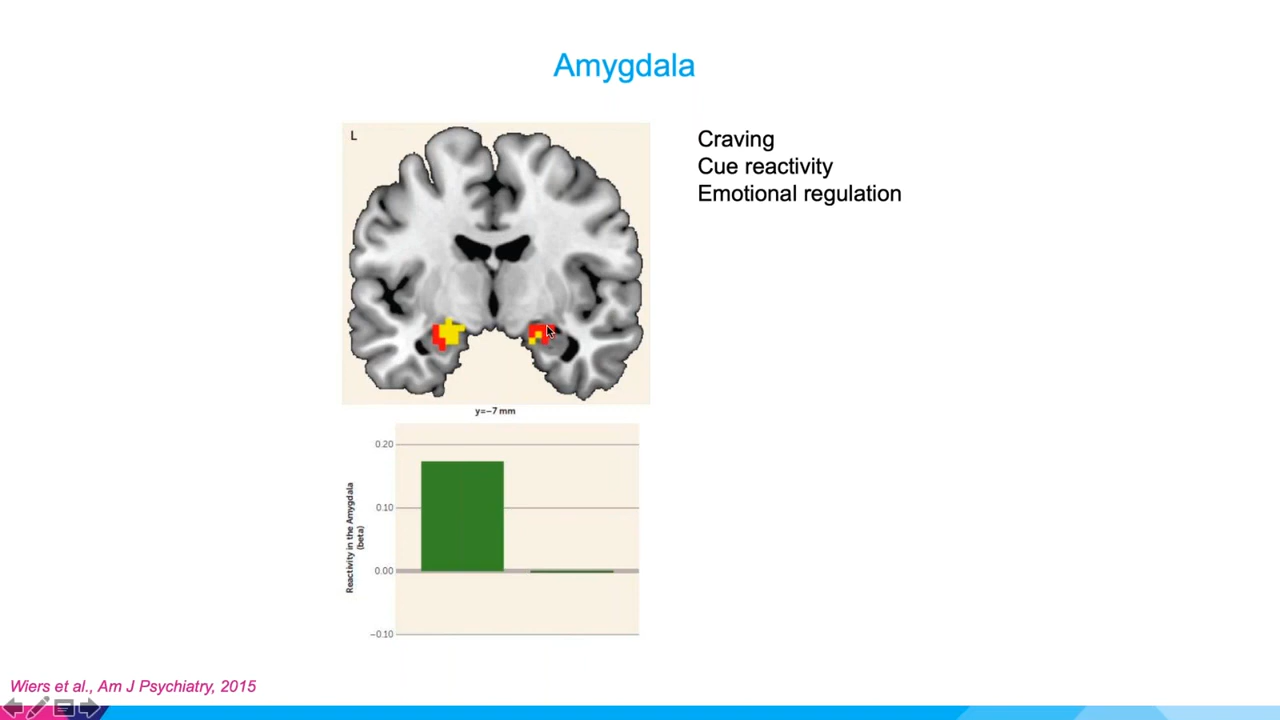 Amygdala
L
Craving
Cue reactivity
Emotional regulation
y=−7 mm
0.20
0.10
0.00
−0.10
Reactivity in the Amygdala
(beta)
Wiers et al., Am J Psychiatry, 2015